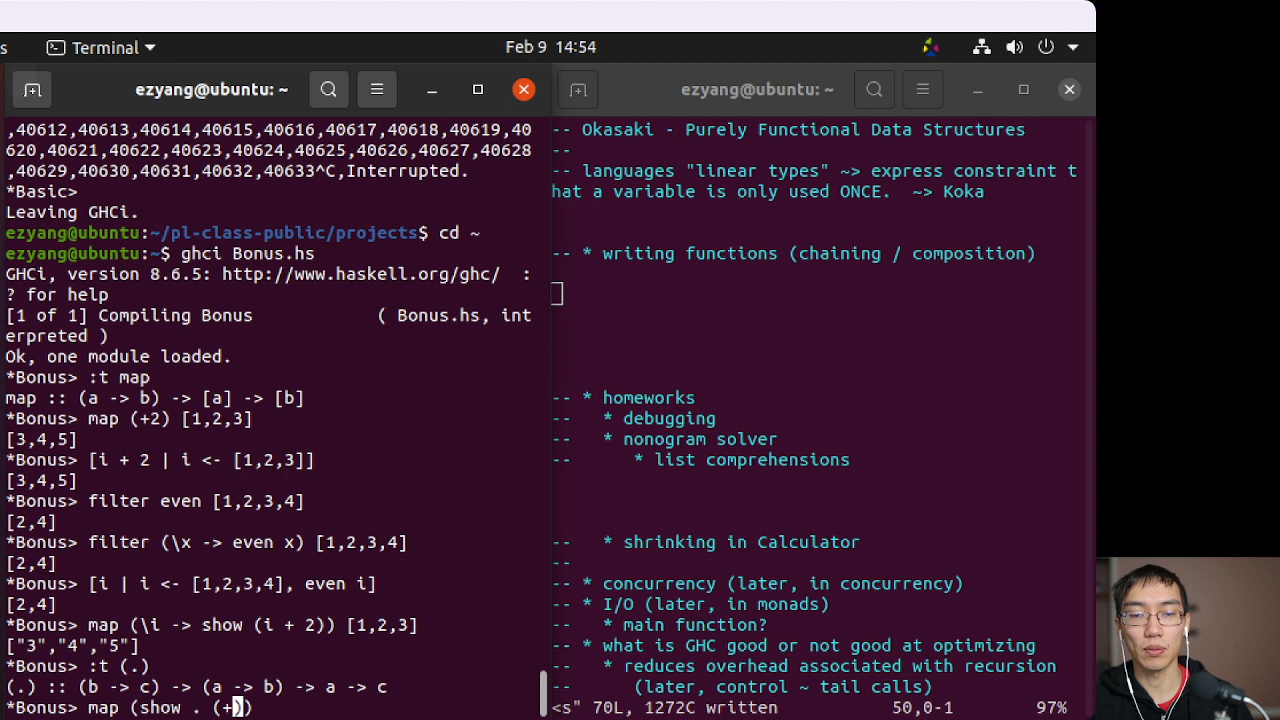 s Terminal Feb 9 14:54
ezyang@ubuntu: ~
,40612,40613,40614,40615,40616,40617,40618,40619,40
620,40621,40622,40623,40624,40625,40626,40627,40628
,40629,40630,40631,40632,40633^C,Interrupted.
*Basic>
Leaving GHCi.
ezyang@ubuntu:~/pl-class-public/projects$ cd ~
ezyang@ubuntu:~$ ghci Bonus.hs
GHCi, version 8.6.5: http://www.haskell.org/ghc/  :
? for help
[1 of 1] Compiling Bonus            ( Bonus.hs, int
erpreted )
Ok, one module loaded.
*Bonus> :t map
map :: (a -> b) -> [a] -> [b]
*Bonus> map (+2) [1,2,3]
[3,4,5]
*Bonus> [i + 2 | i <- [1,2,3]]
[3,4,5]
*Bonus> filter even [1,2,3,4]
[2,4]
*Bonus> filter (\x -> even x) [1,2,3,4]
[2,4]
*Bonus> [i | i <- [1,2,3,4], even i]
[2,4]
*Bonus> map (\i -> show (i + 2)) [1,2,3]
["3","4","5"]
*Bonus> :t (.)
(.) :: (b -> c) -> (a -> b) -> a -> c
*Bonus> map (show . (+))
ezyang@ubuntu: ~
-- Okasaki - Purely Functional Data Structures
--
-- languages "linear types" ~> express constraint t
hat a variable is only used ONCE.  ~> Koka
-- * writing functions (chaining / composition)
-- * homeworks
--   * debugging
--   * nonogram solver
--      * list comprehensions
--   * shrinking in Calculator
--
-- * concurrency (later, in concurrency)
-- * I/O (later, in monads)
--   * main function?
-- * what is GHC good or not good at optimizing
--   * reduces overhead associated with recursion
--      (later, control ~ tail calls)
<s" 70L, 1272C written 50,0-1 97%